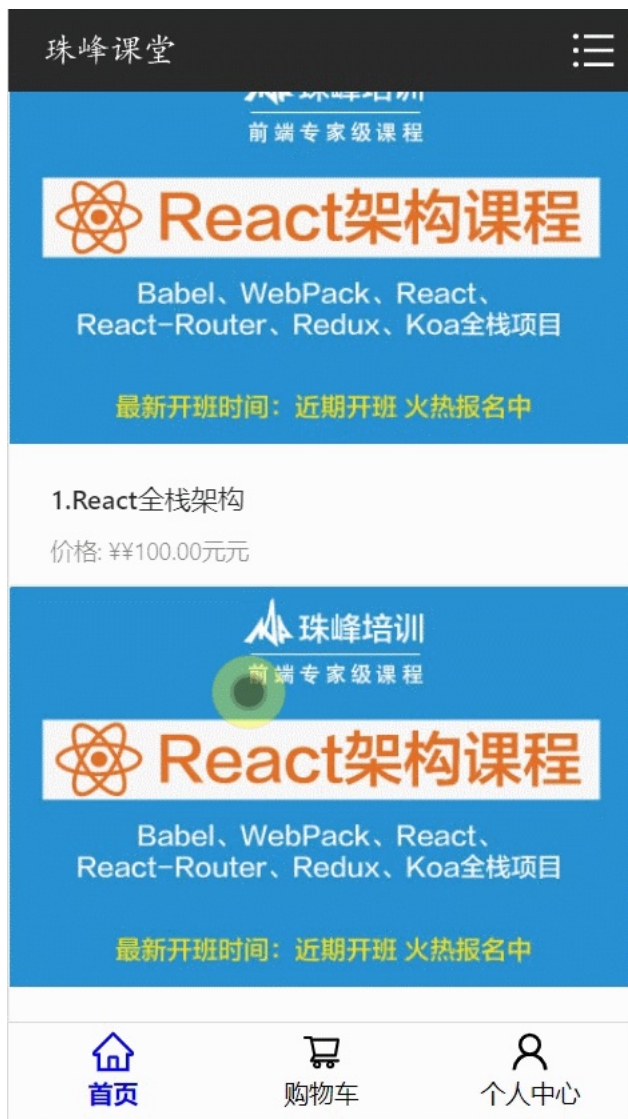 珠峰课堂
前端专家级课程
React架构课程
Babel、WebPack、React、
React-Router、Redux、Koa全栈项目
最新开班时间：近期开班 火热报名中
1.React全栈架构
价格: ¥¥100.00元元
珠峰培训
前端专家级课程
React架构课程
Babel、WebPack、React、
React-Router、Redux、Koa全栈项目
最新开班时间：近期开班 火热报名中
首页
购物车
个人中心